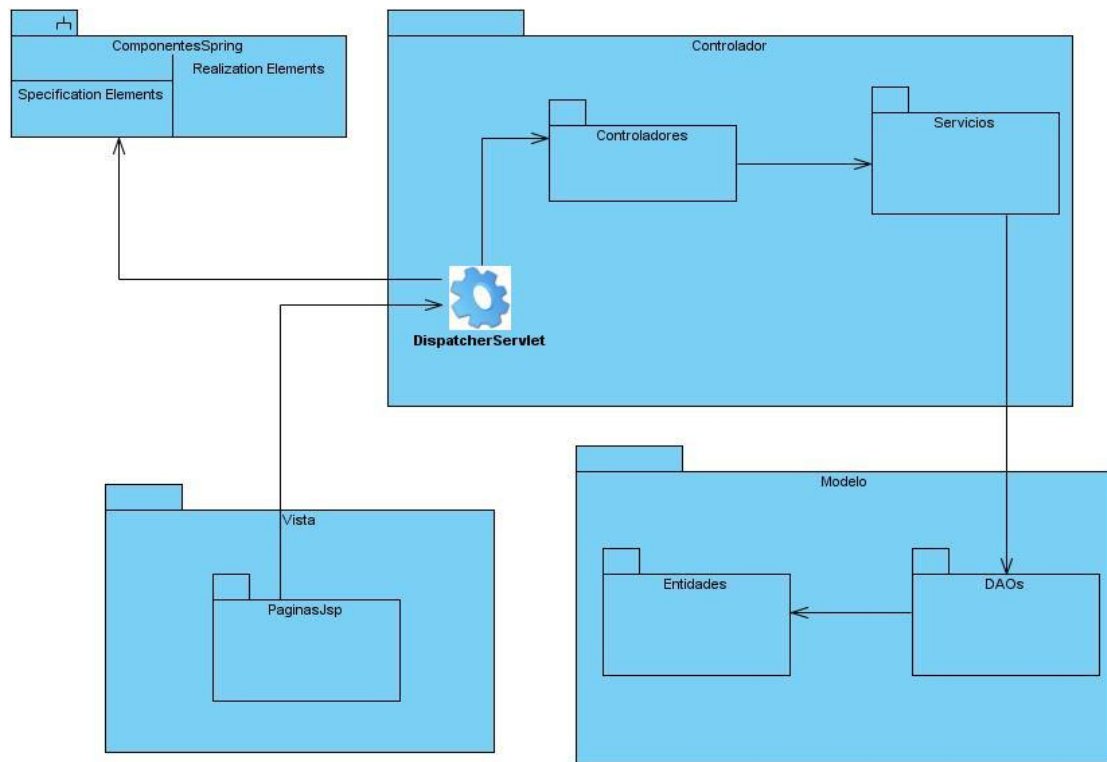 ComponentesSpring
Realization Elements
Specification Elements
Controlador
Controladores
Servicios
DispatcherServlet
Modelo
Entidades
DAOs
Vista
PaginasJsp